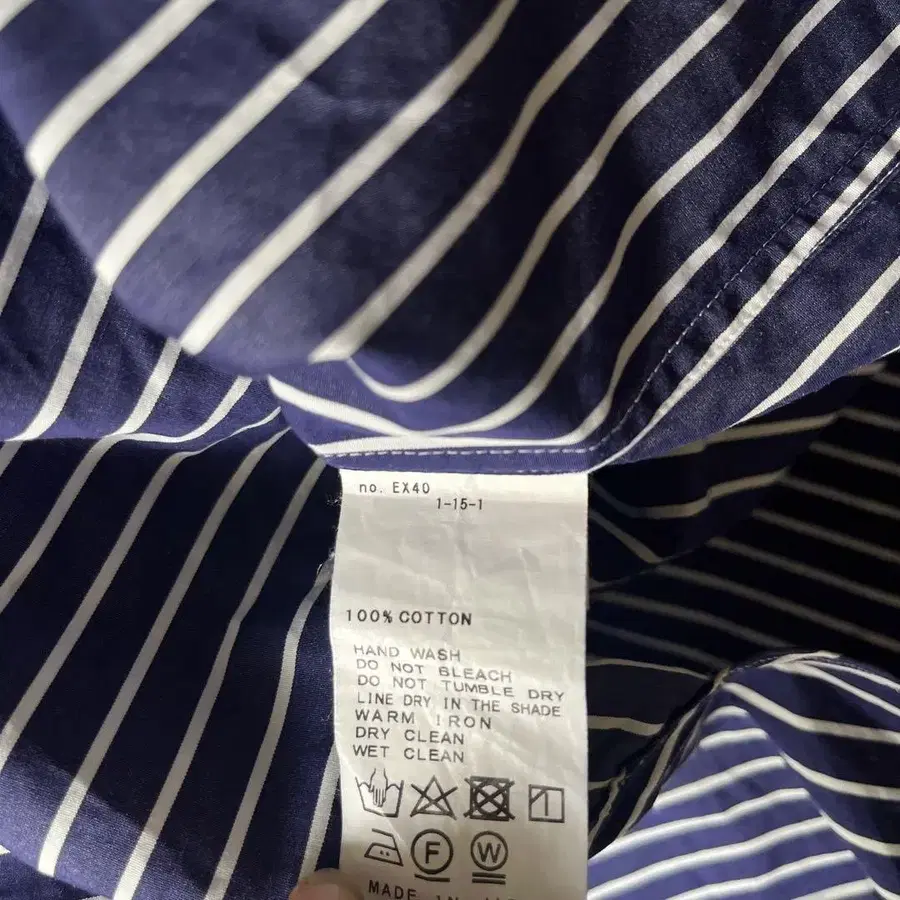 no. EX40
1-15-1
100% COTTON
HAND WASH
DO NOT BLEACH
DO NOT TUMBLE DRY
LINE DRY IN THE SHADE
WARM IRON
DRY CLEAN
WET CLEAN
F W
MADE IN